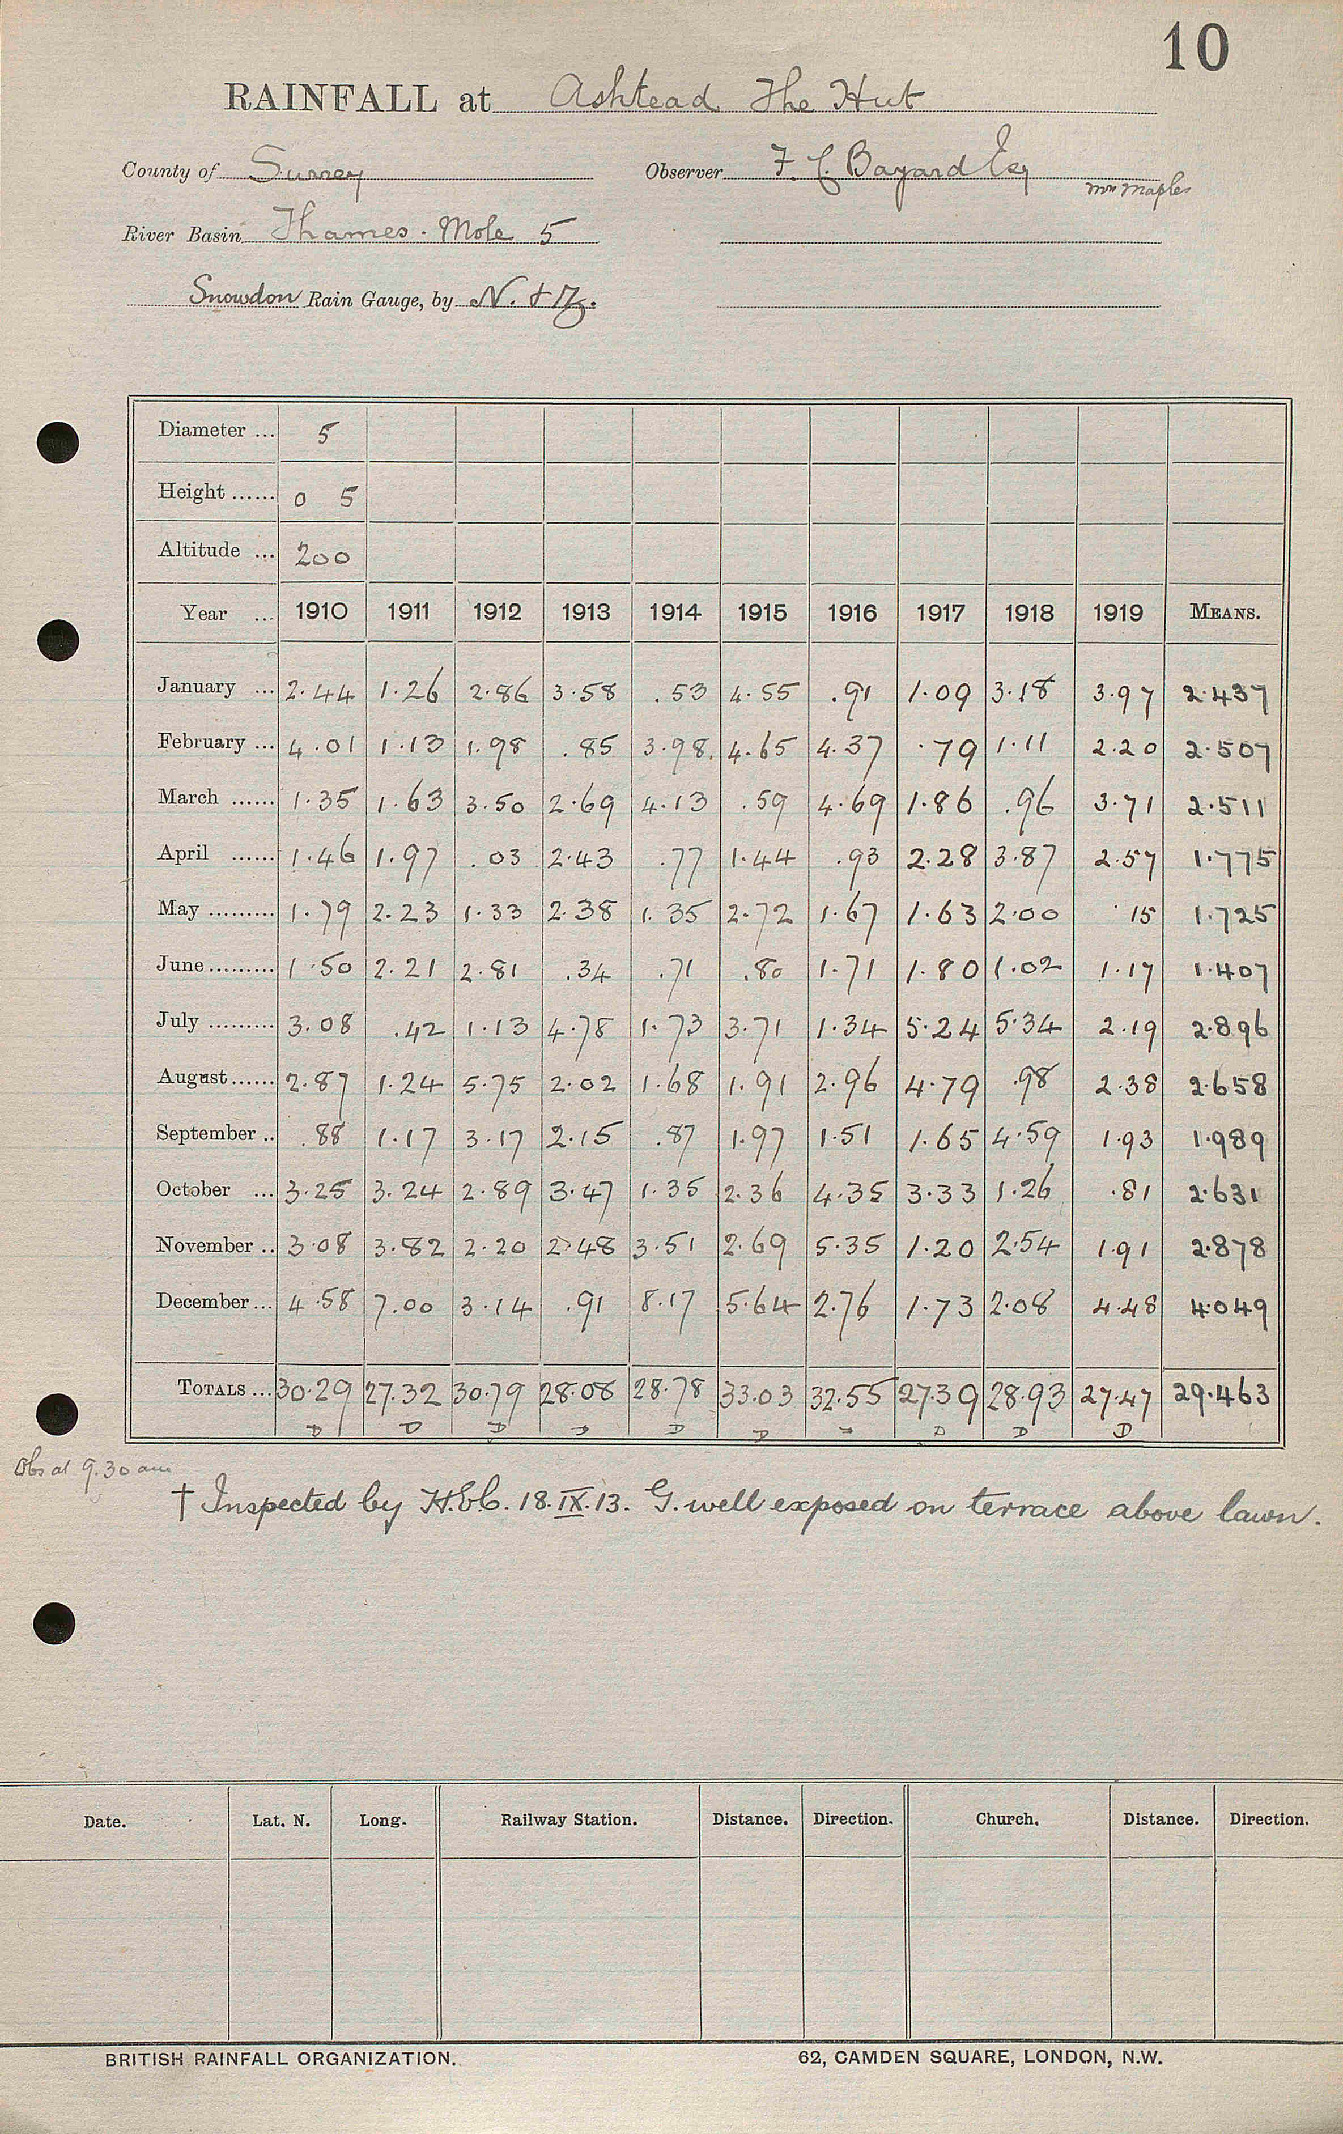 10
RAINFALL at Ashtead The Hut
County of Surrey Observer F. C. Bayard Esq
Mr Maples
River Basin Thames. Mole 5
Snowdon Rain Gauge, by N. & Z.
Diameter ... 5
Height ...... 0 5
Altitude ... 200
Year ... 1910 1911 1912 1913 1914 1915 1916 1917 1918 1919 MEANS.
January ... 2.44 1.26 2.86 3.58 .53 4.55 .91 1.09 3.18 3.97 2.437
February ... 4.01 1.13 1.98 .85 3.98 4.65 4.37 .79 1.11 2.20 2.507
March ...... 1.35 1.63 3.50 2.69 4.13 .59 4.69 1.86 .96 3.71 2.511
April ...... 1.46 1.97 .03 2.43 .77 1.44 .93 2.28 3.87 2.57 1.775
May ......... 1.79 2.23 1.33 2.38 1.35 2.72 1.67 1.63 2.00 .15 1.725
June ......... 1.50 2.21 2.81 .34 .71 .80 1.71 1.80 1.02 1.17 1.407
July ......... 3.08 .42 1.13 4.78 1.73 3.71 1.34 5.24 5.34 2.19 2.896
August ...... 2.87 1.24 5.75 2.02 1.68 1.91 2.96 4.79 .98 2.38 2.658
September .. .88 1.17 3.17 2.15 .87 1.97 1.51 1.65 4.59 1.93 1.989
October ... 3.25 3.24 2.89 3.47 1.35 2.36 4.35 3.33 1.26 .81 2.631
November .. 3.08 3.82 2.20 2.48 3.51 2.69 5.35 1.20 2.54 1.91 2.878
December ... 4.58 7.00 3.14 .91 8.17 5.64 2.76 1.73 2.08 4.48 4.049
TOTALS ... 30.29 27.32 30.79 28.08 28.78 33.03 32.55 27.39 28.93 27.47 29.463
D D D D D D D D D
Obs at 9.30 am
† Inspected by 18.IX.13. G. well exposed on terrace above lawn.
Date. Lat. N. Long. Railway Station. Distance. Direction. Church. Distance. Direction.
BRITISH RAINFALL ORGANIZATION. 62, CAMDEN SQUARE, LONDON, N.W.